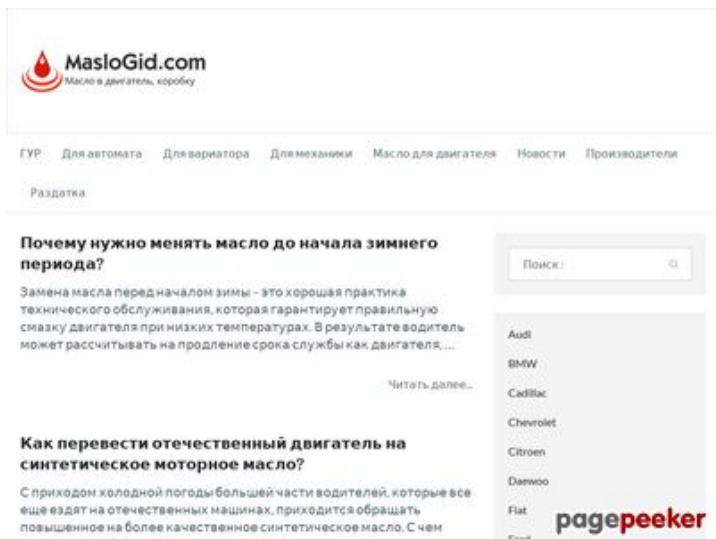 MasloGid.com
Масло в двигатель, коробку
ГУР Для автомата Для вариатора Для механики Масло для двигателя Новости Производители
Раздатка
Почему нужно менять масло до начала зимнего
периода?
Замена масла перед началом зимы – это хорошая практика
технического обслуживания, которая гарантирует правильную
смазку двигателя при низких температурах. В результате водитель
может рассчитывать на продление срока службы как двигателя,...
Читать далее...
Как перевести отечественный двигатель на
синтетическое моторное масло?
С приходом холодной погоды большей части водителей, которые все
еще ездят на отечественных машинах, приходится обращать
повышенное на более качественное синтетическое масло. С чем
Поиск:
Audi
BMW
Cadillac
Chevrolet
Citroen
Daewoo
Fiat
pagepeeker